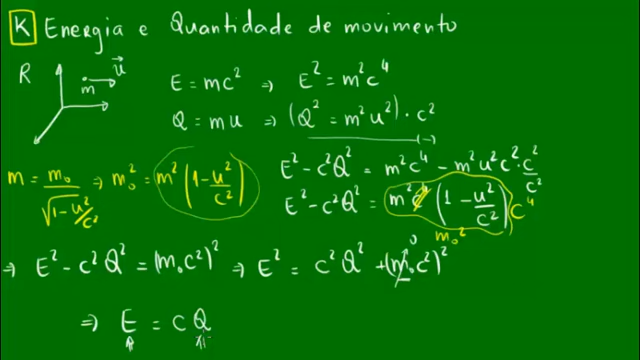 K Energia e Quantidade de movimento
R m u⃗
E = mc² ⇒ E² = m²c⁴
Q = mu ⇒ (Q² = m²u²)·c²
(−)
E² − c²Q² = m²c⁴ − m²u²c²·c²/c²
m = m₀/√(1−u²/c²) ⇒ m₀² = m²(1−u²/c²)
E² − c²Q² = m²c⁴(1 − u²/c²)c⁴
m₀²
⇒ E² − c²Q² = (m₀c²)² ⇒ E² = c²Q² + (m₀c²)² 0
⇒ E = cQ